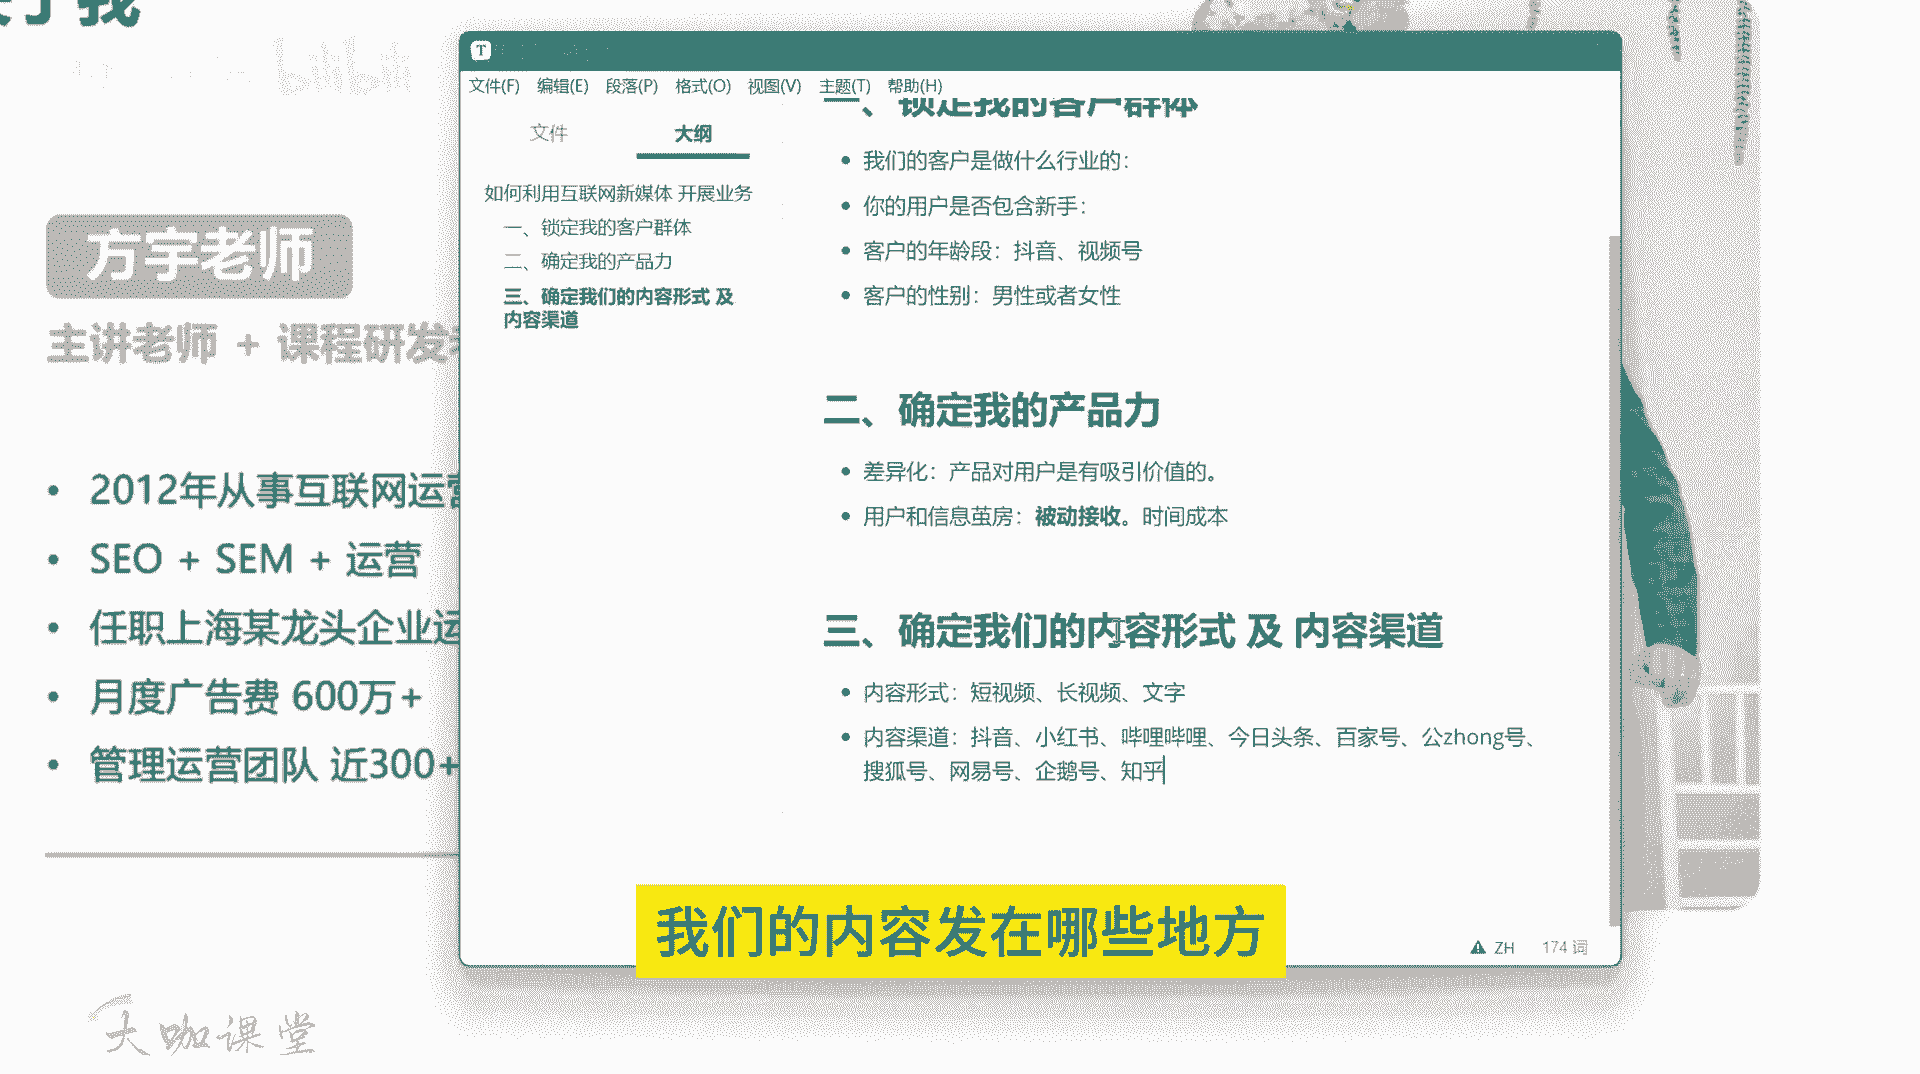 我
bilibili
方宇老师
主讲老师 + 课程研发
• 2012年从事互联网运营
• SEO + SEM + 运营
• 任职上海某龙头企业运
• 月度广告费 600万+
• 管理运营团队 近300+
大咖课堂
T
文件(F) 编辑(E) 段落(P) 格式(O) 视图(V) 主题(T) 帮助(H)
文件 大纲
如何利用互联网新媒体 开展业务
一、锁定我的客户群体
二、确定我的产品力
三、确定我们的内容形式 及
内容渠道
一、锁定我的客户群体
• 我们的客户是做什么行业的：
• 你的用户是否包含新手：
• 客户的年龄段：抖音、视频号
• 客户的性别：男性或者女性
二、确定我的产品力
• 差异化：产品对用户是有吸引价值的。
• 用户和信息茧房：被动接收。时间成本
三、确定我们的内容形式 及 内容渠道
• 内容形式：短视频、长视频、文字
• 内容渠道：抖音、小红书、哔哩哔哩、今日头条、百家号、公zhong号、
搜狐号、网易号、企鹅号、知乎
ZH 174 词
我们的内容发在哪些地方